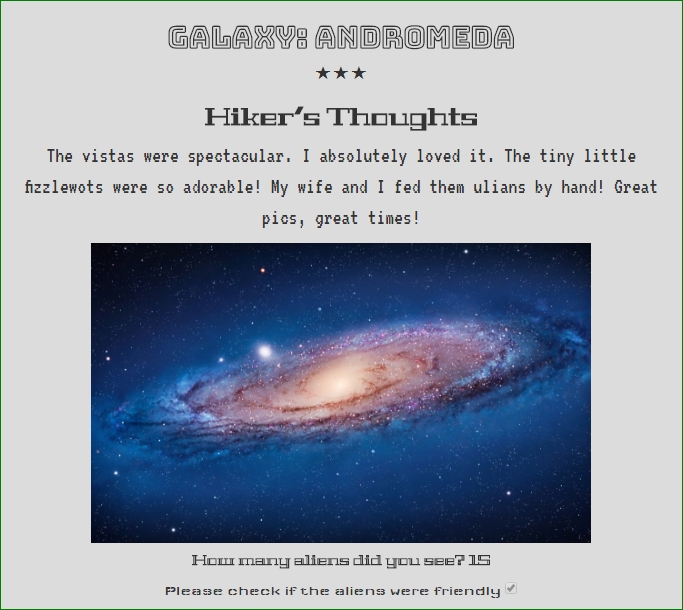 GALAXY: ANDROMEDA
★★★
Hiker's Thoughts
The vistas were spectacular. I absolutely loved it. The tiny little
fizzlewots were so adorable! My wife and I fed them ulians by hand! Great
pics, great times!
How many aliens did you see? 15
Please check if the aliens were friendly